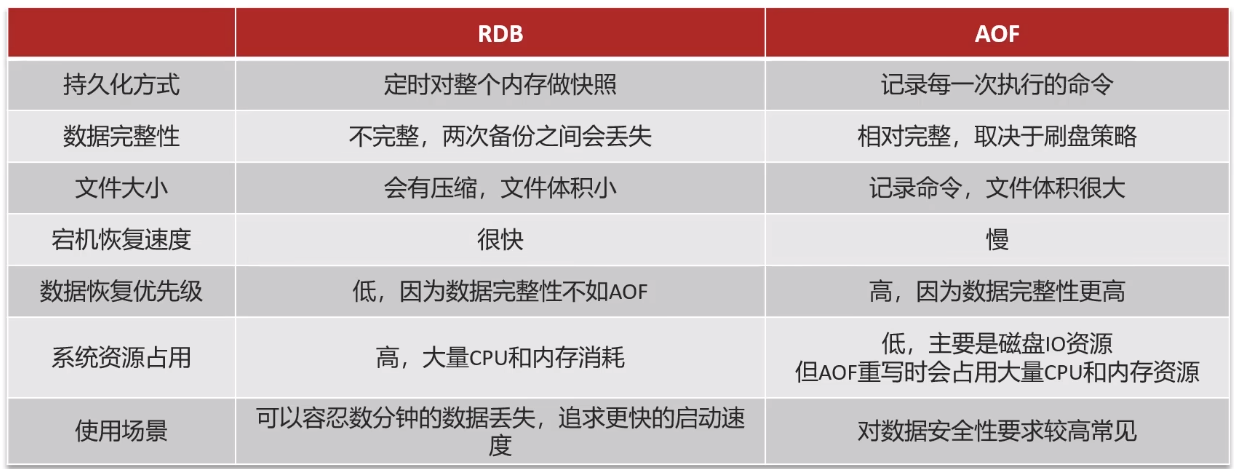 RDB AOF
持久化方式 定时对整个内存做快照 记录每一次执行的命令
数据完整性 不完整，两次备份之间会丢失 相对完整，取决于刷盘策略
文件大小 会有压缩，文件体积小 记录命令，文件体积很大
宕机恢复速度 很快 慢
数据恢复优先级 低，因为数据完整性不如AOF 高，因为数据完整性更高
系统资源占用 高，大量CPU和内存消耗 低，主要是磁盘IO资源
但AOF重写时会占用大量CPU和内存资源
使用场景 可以容忍数分钟的数据丢失，追求更快的启动速
度 对数据安全性要求较高常见